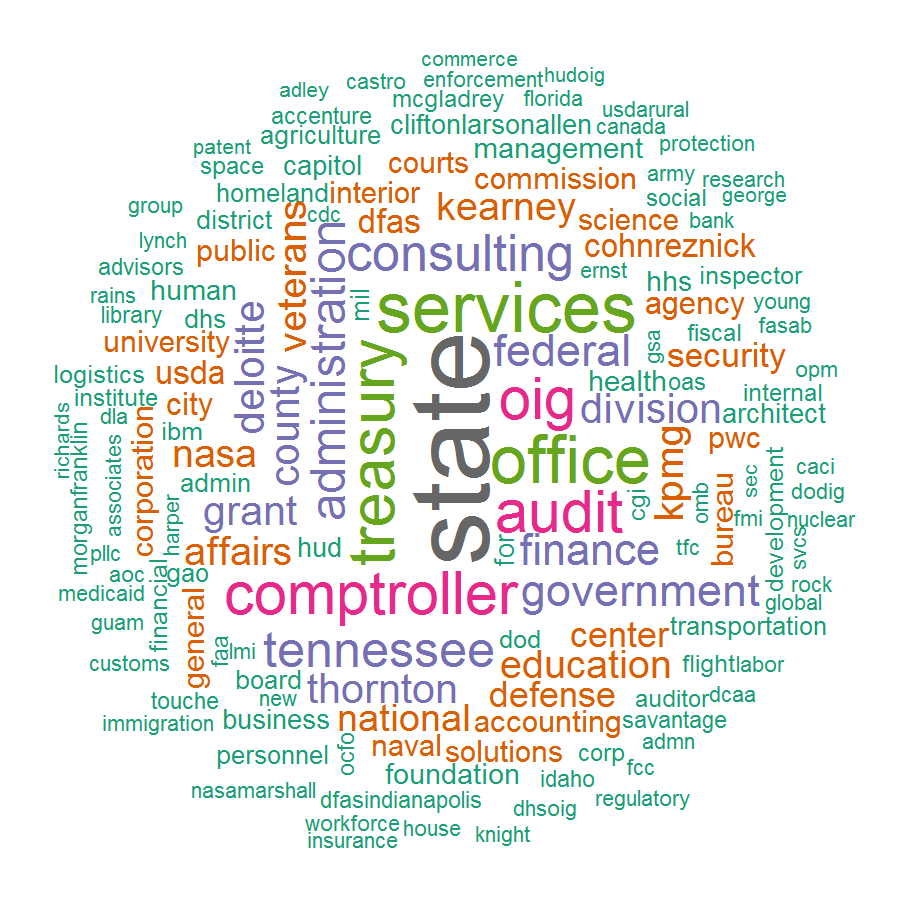 commerce
adley
castro
enforcement
hudoig
mcgladrey
florida
accenture
usdarural
patent
agriculture
cliftonlarsonallen
canada
space
capitol
courts
management
protection
homeland
interior
commission
army
research
group
district
cdc
dfas
kearney
science
social
george
bank
lynch
public
veterans
administration
consulting
cohnreznick
advisors
ernst
hhs
inspector
rains
human
mil
services
agency
young
library
dhs
deloitte
treasury
state
federal
gsa
fiscal
fasab
university
security
logistics
usda
county
oig
health
oas
opm
institute
city
division
internal
architect
richards
dla
corporation
ibm
nasa
office
kpmg
pwc
morganfranklin
associates
admin
audit
cgi
omb
bureau
sec
development
caci
dodig
harper
grant
for
finance
fmi
nuclear
svcs
pllc
affairs
hud
tfc
aoc
gao
medicaid
financial
comptroller
government
rock
global
guam
general
faa
lmi
tennessee
dod
center
transportation
customs
board
education
flight
labor
touche
new
thornton
defense
auditor
dcaa
immigration
business
national
accounting
savantage
personnel
ocfo
naval
solutions
corp
admn
nasamarshall
foundation
idaho
fcc
dfasindianapolis
dhsoig
regulatory
workforce
house
knight
insurance